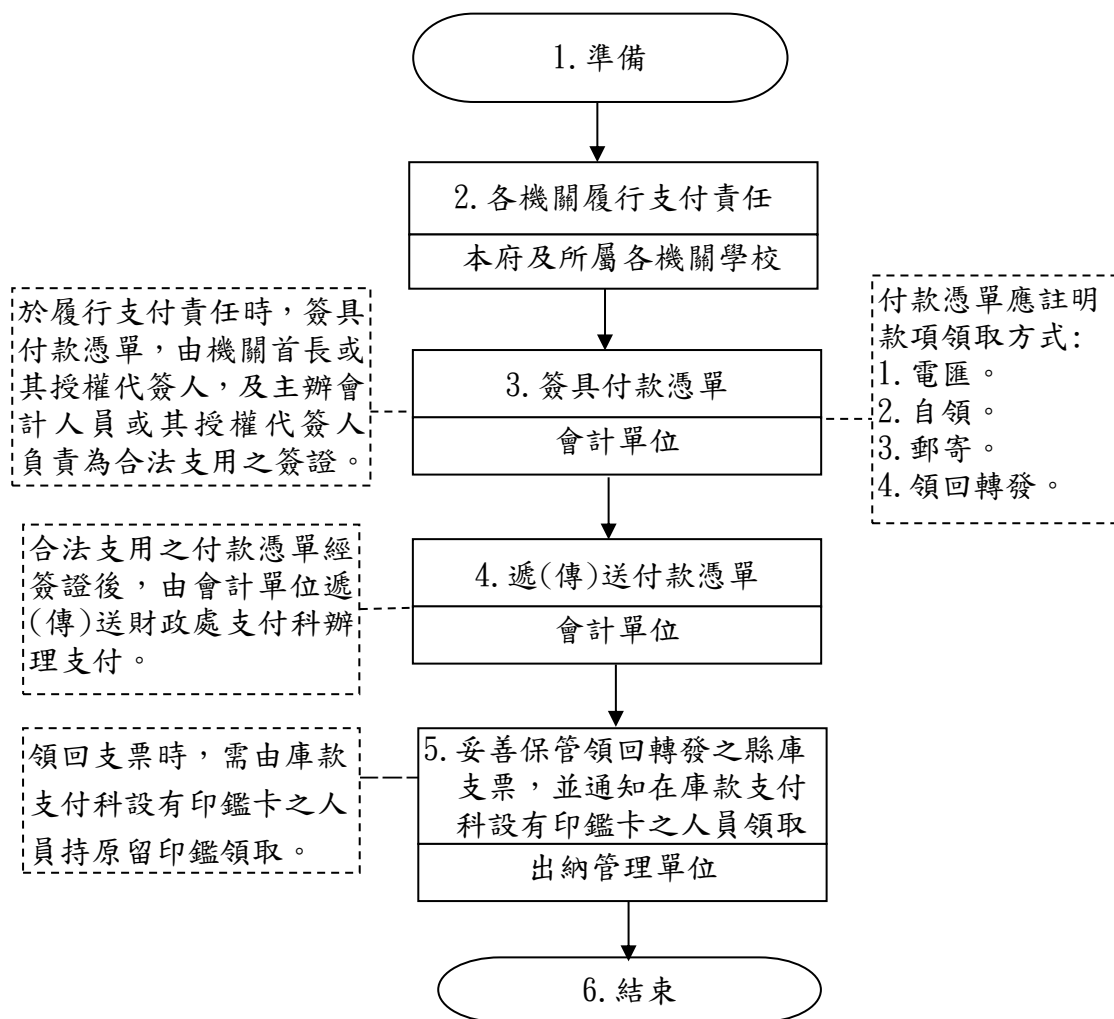 1.準備
2.各機關履行支付責任
本府及所屬各機關學校
於履行支付責任時，簽具
付款憑單，由機關首長或
其授權代簽人，及主辦會
計人員或其授權代簽人
負責為合法支用之簽證。
3.簽具付款憑單
會計單位
付款憑單應註明
款項領取方式:
1.電匯。
2.自領。
3.郵寄。
4.領回轉發。
合法支用之付款憑單經
簽證後，由會計單位遞
(傳)送財政處支付科辦
理支付。
4.遞(傳)送付款憑單
會計單位
領回支票時，需由庫款
支付科設有印鑑卡之人
員持原留印鑑領取。
5.妥善保管領回轉發之縣庫
支票，並通知在庫款支付
科設有印鑑卡之人員領取
出納管理單位
6.結束